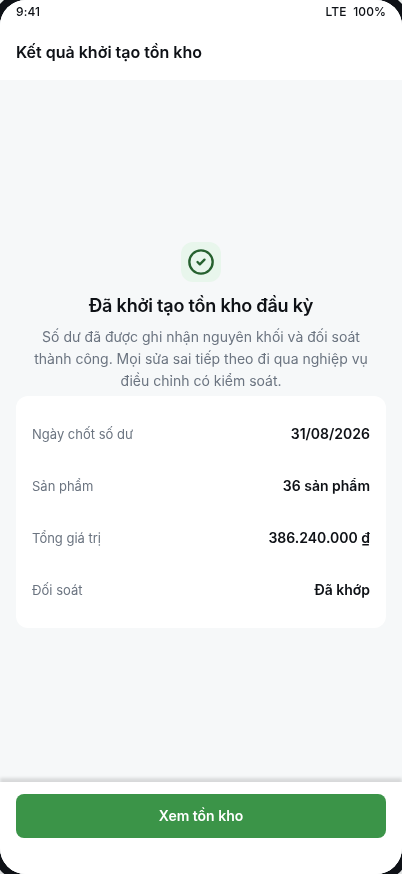 9:41
LTE 100%
Kết quả khởi tạo tồn kho
Đã khởi tạo tồn kho đầu kỳ
Số dư đã được ghi nhận nguyên khối và đối soát
thành công. Mọi sửa sai tiếp theo đi qua nghiệp vụ
điều chỉnh có kiểm soát.
Ngày chốt số dư 31/08/2026
Sản phẩm 36 sản phẩm
Tổng giá trị 386.240.000 ₫
Đối soát Đã khớp
Xem tồn kho